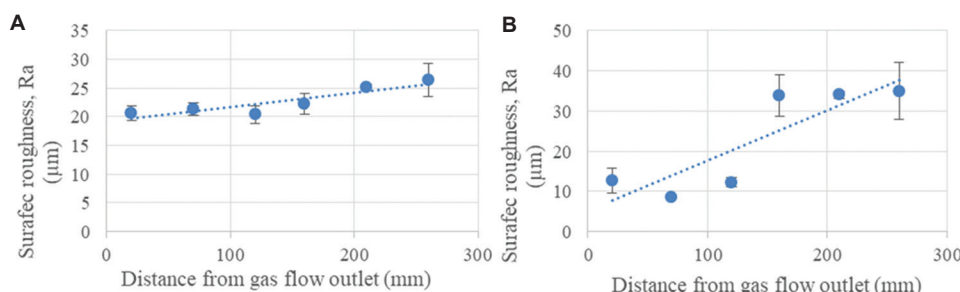 A
Surafec roughness, Ra
(μm)
35
30
25
20
15
10
5
0
0 100 200 300
Distance from gas flow outlet (mm)
B
Surafec roughness, Ra
(μm)
50
40
30
20
10
0
0 100 200 300
Distance from gas flow outlet (mm)